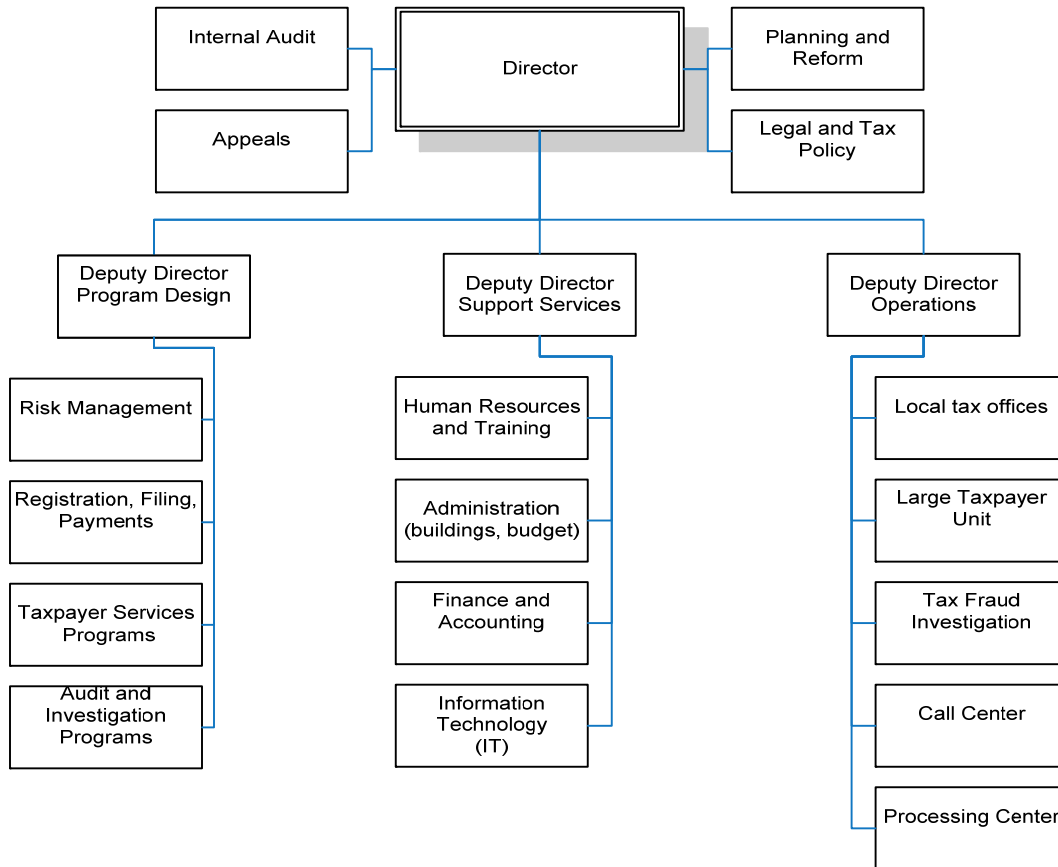 Internal Audit
Director
Planning and
Reform
Appeals
Legal and Tax
Policy
Deputy Director
Program Design
Deputy Director
Support Services
Deputy Director
Operations
Risk Management
Registration, Filing,
Payments
Taxpayer Services
Programs
Audit and
Investigation
Programs
Human Resources
and Training
Administration
(buildings, budget)
Finance and
Accounting
Information
Technology
(IT)
Local tax offices
Large Taxpayer
Unit
Tax Fraud
Investigation
Call Center
Processing Center